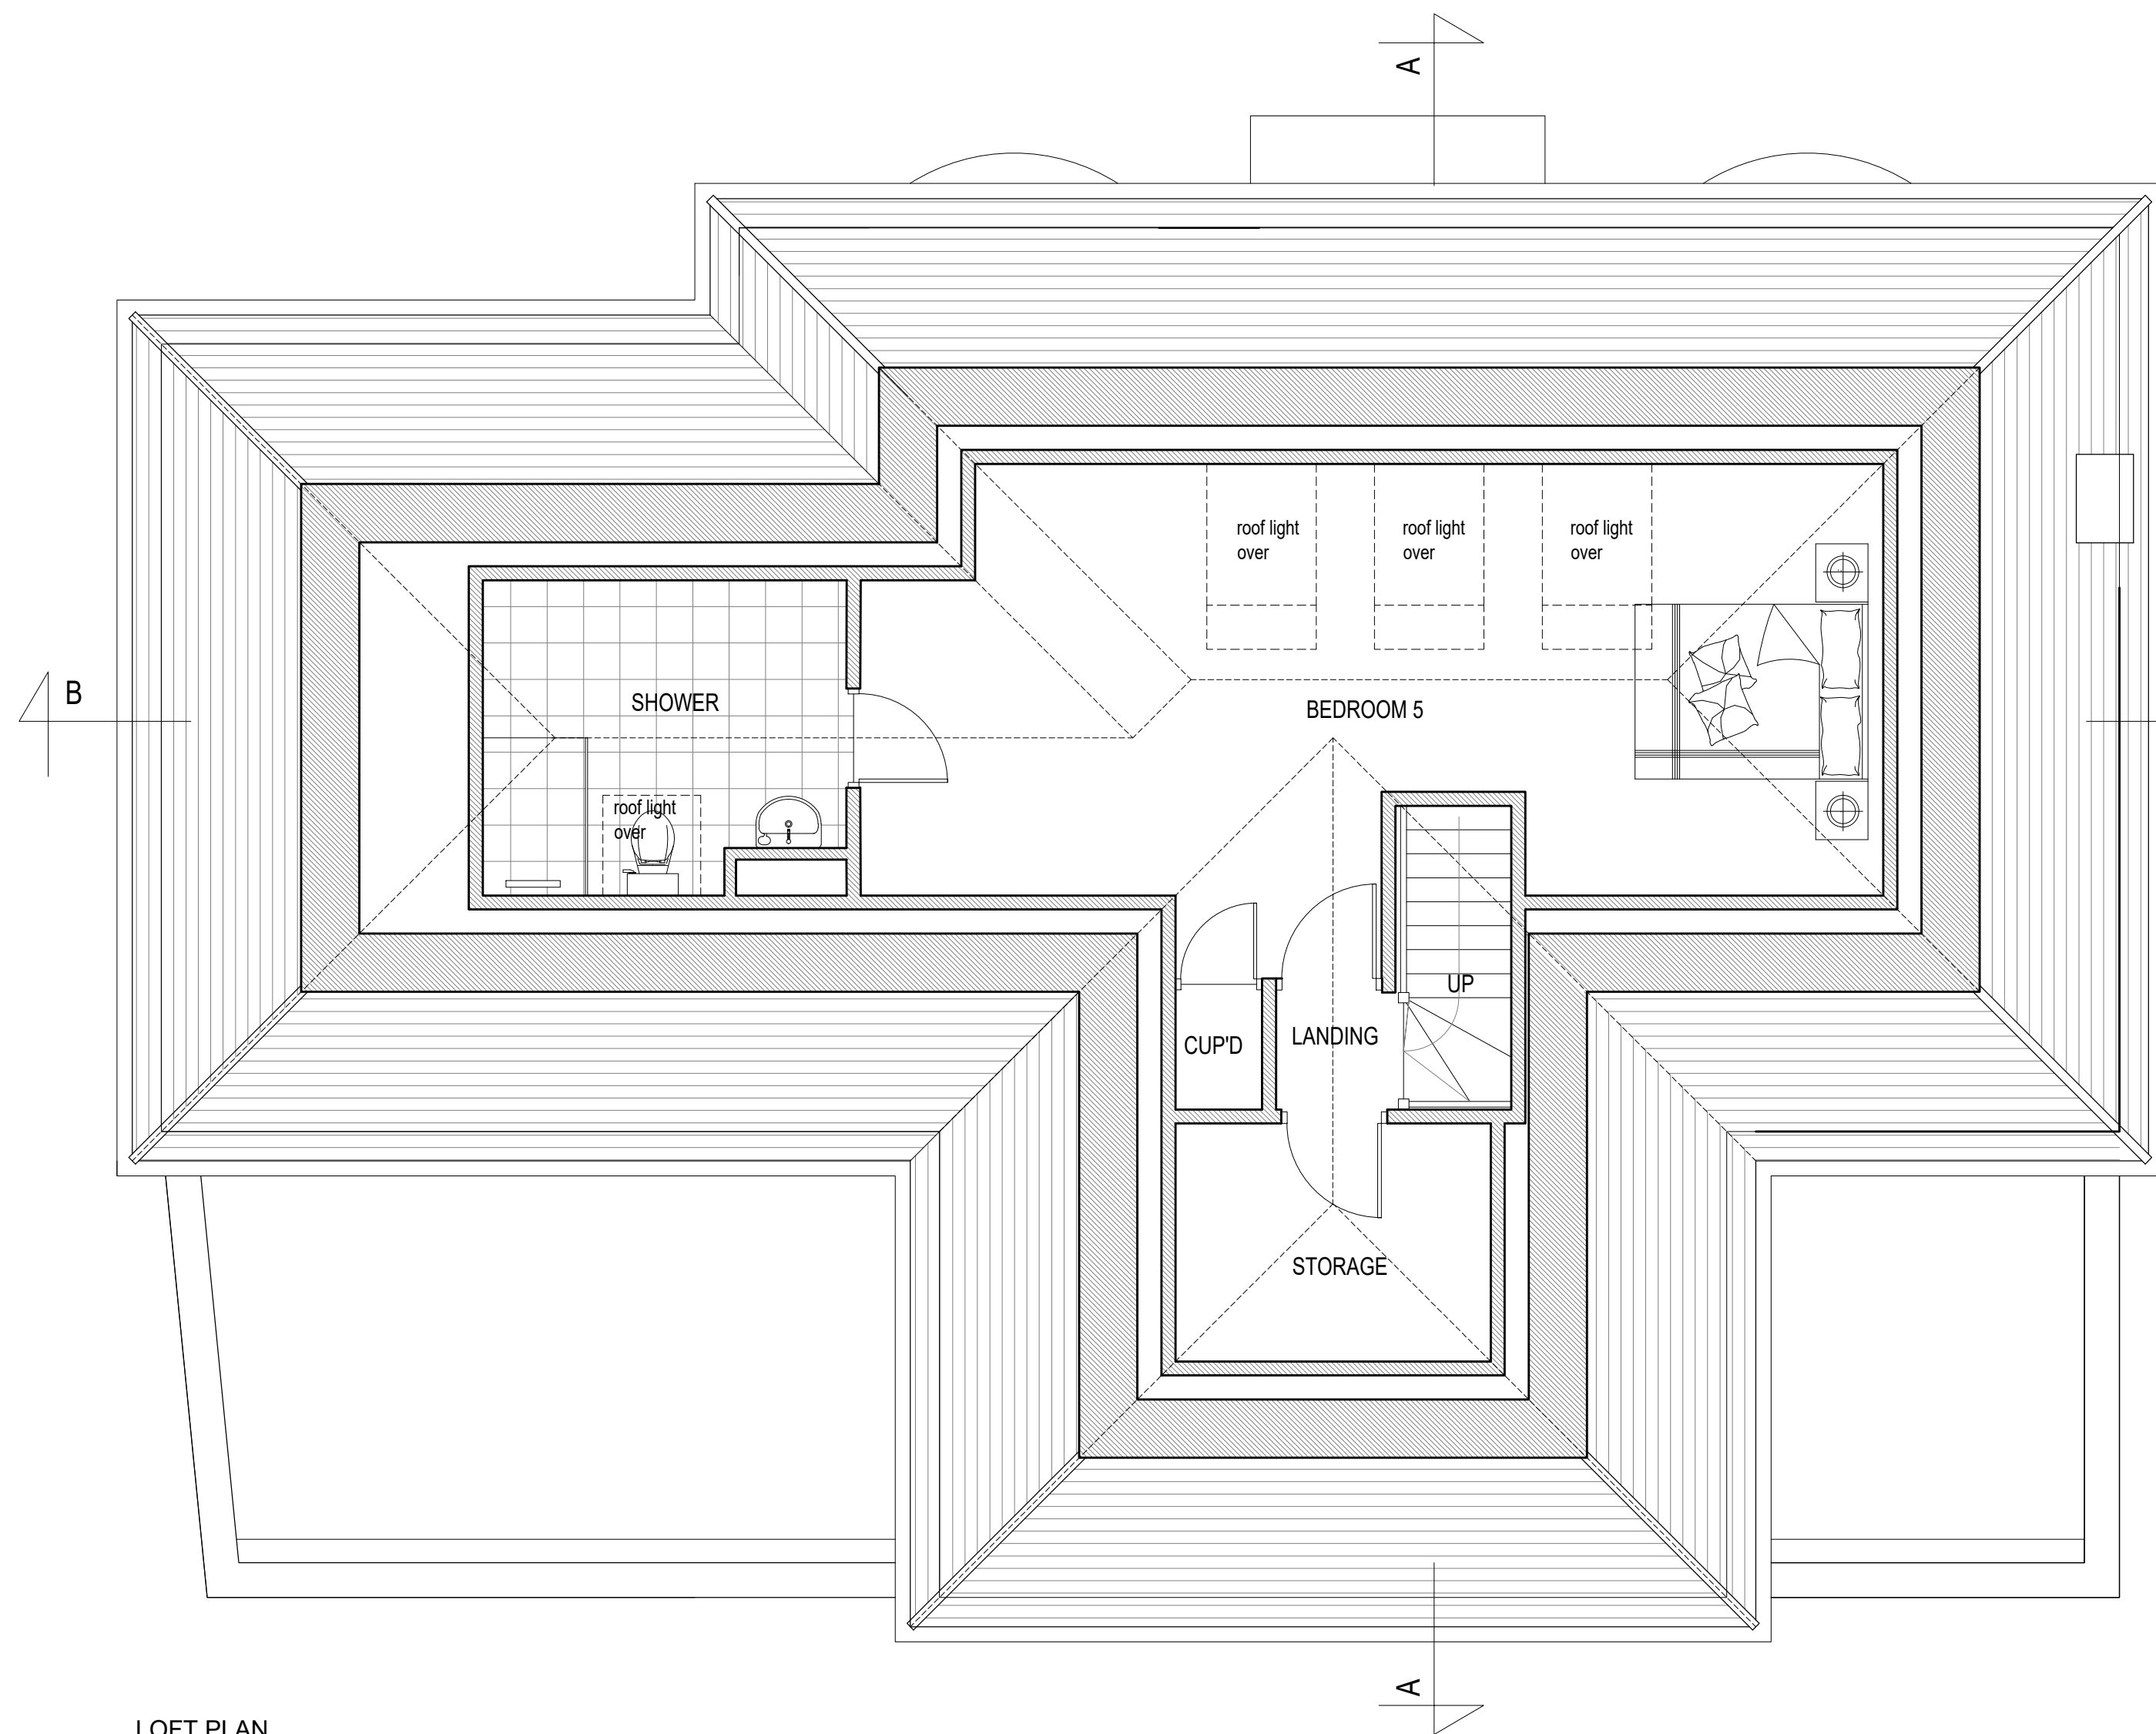 A
roof light
over
roof light
over
roof light
over
B
SHOWER
BEDROOM 5
roof light
over
UP
CUP'D
LANDING
STORAGE
A
LOFT PLAN